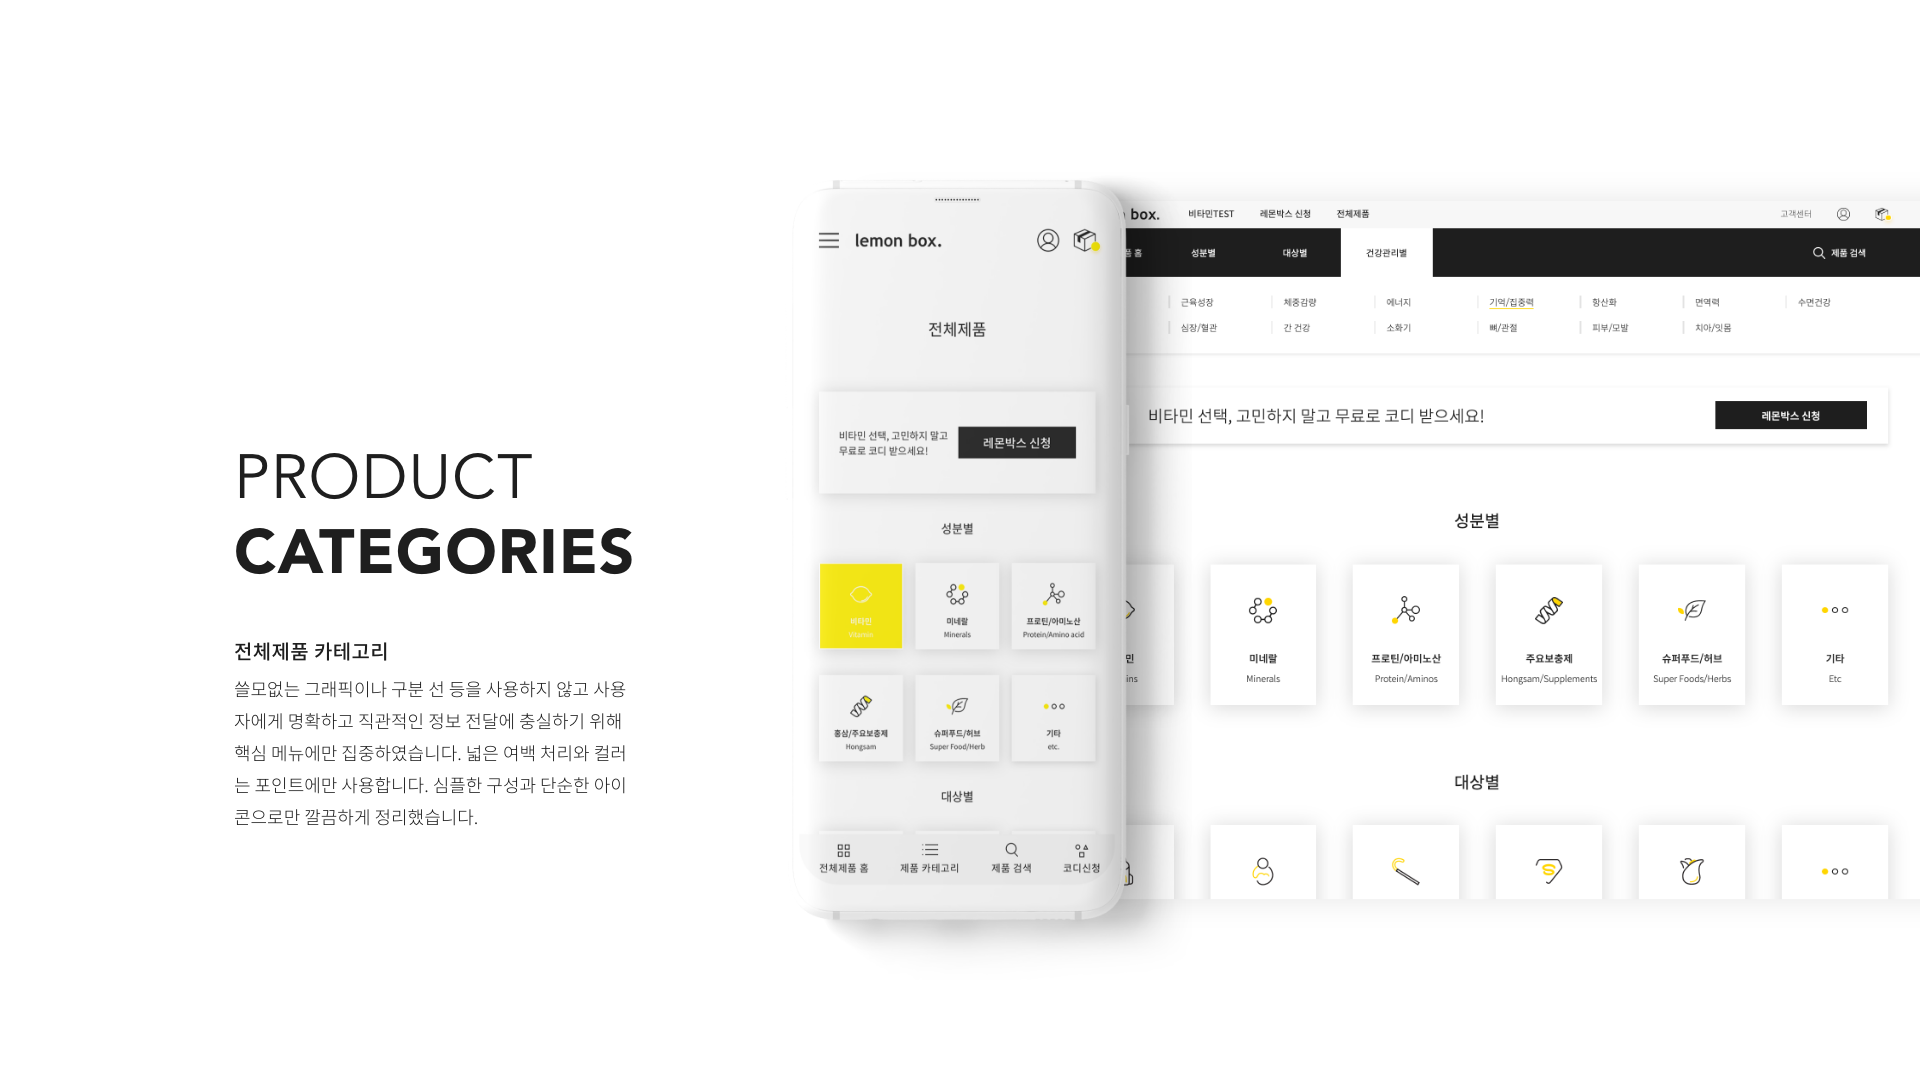 PRODUCT
CATEGORIES
전체제품 카테고리
쓸모없는 그래픽이나 구분 선 등을 사용하지 않고 사용
자에게 명확하고 직관적인 정보 전달에 충실하기 위해
핵심 메뉴에만 집중하였습니다. 넓은 여백 처리와 컬러
는 포인트에만 사용합니다. 심플한 구성과 단순한 아이
콘으로만 깔끔하게 정리했습니다.
lemon box.
전체제품
비타민 선택, 고민하지 말고
무료로 코디 받으세요!
레몬박스 신청
성분별
비타민 미네랄 프로틴/아미노산
Vitamin Minerals Protein/Amino acid
홍삼/주요보충제 슈퍼푸드/허브 기타
Hongsam Super Food/Herb etc.
대상별
전체제품 홈 제품 카테고리 제품 검색 코디신청
box. 비타민TEST 레몬박스 신청 전체제품 고객센터
품 홈 성분별 대상별 건강관리별 제품 검색
근육성장 체중감량 에너지 기억/집중력 항산화 면역력 수면건강
심장/혈관 간 건강 소화기 뼈/관절 피부/모발 치아/잇몸
비타민 선택, 고민하지 말고 무료로 코디 받으세요! 레몬박스 신청
성분별
민 미네랄 프로틴/아미노산 주요보충제 슈퍼푸드/허브 기타
ins Minerals Protein/Aminos Hongsam/Supplements Super Foods/Herbs Etc
대상별